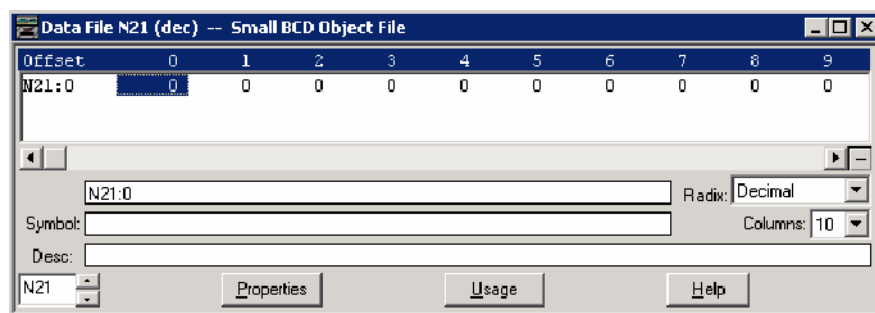 Data File N21 (dec) -- Small BCD Object File
Offset 0 1 2 3 4 5 6 7 8 9
N21:0 0 0 0 0 0 0 0 0 0 0
N21:0 Radix: Decimal
Symbol: Columns: 10
Desc:
N21 Properties Usage Help